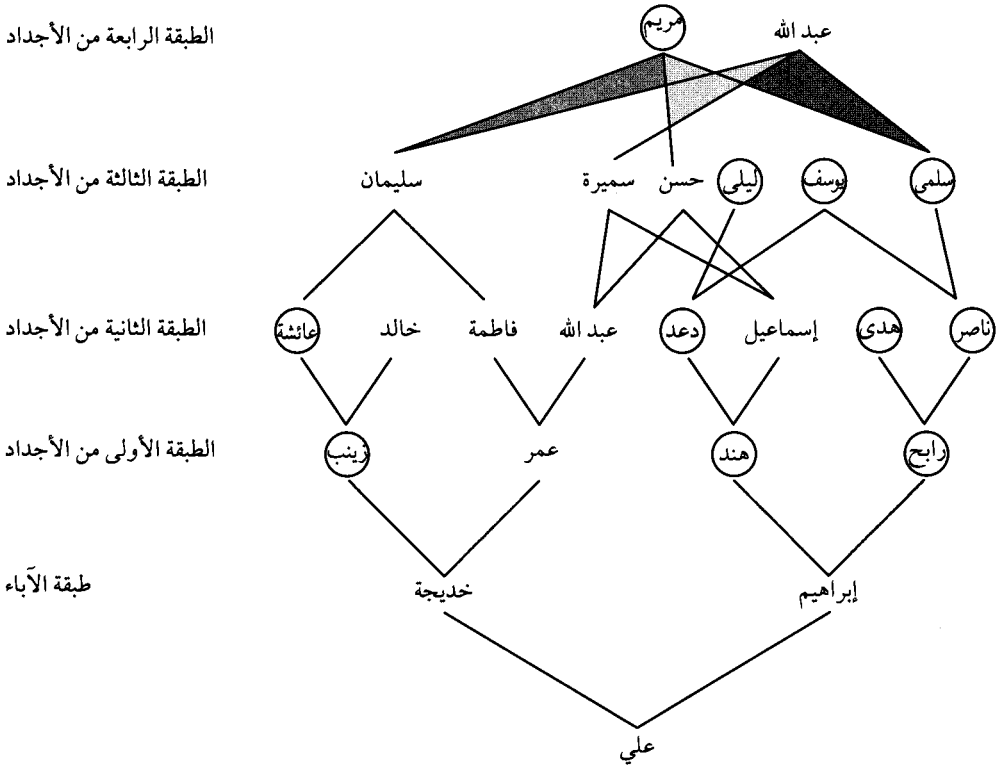 الطبقة الرابعة من الأجداد
عبد الله مريم
الطبقة الثالثة من الأجداد
سلمى يوسف ليلى حسن سميرة سليمان
الطبقة الثانية من الأجداد
ناصر هدى إسماعيل دعد عبد الله فاطمة خالد عائشة
الطبقة الأولى من الأجداد
رابح هند عمر زينب
طبقة الآباء
إبراهيم خديجة
علي